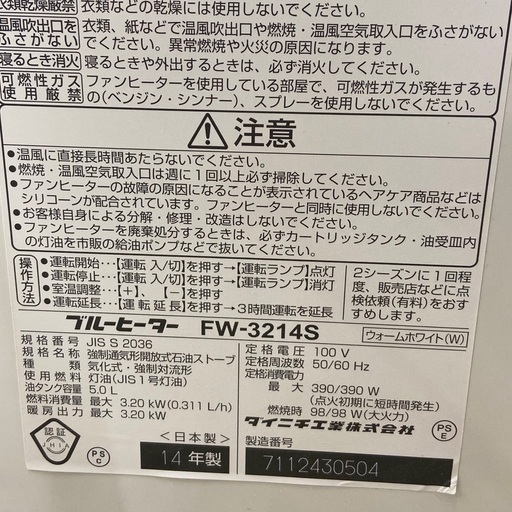 衣類乾燥厳禁 衣類などの乾燥には使用しないでください。
温風吹出口をふさがない 衣類、紙などで温風吹出口や燃焼・温風空気取入口をふさがないでください。異常燃焼や火災の原因になります。
寝るとき消火 寝るときや外出するときは、必ず消火してください。
可燃性ガス使用厳禁 ファンヒーターを使用している部屋で、可燃性ガスが発生するもの(ベンジン・シンナー)、スプレーを使用しないでください。
注意
●温風に直接長時間あたらないでください。
●燃焼・温風空気取入口は週に1回以上必ず掃除してください。
●ファンヒーターの故障の原因になることが表示されているヘアケア商品などは
シリコーンが配合されています。ファンヒーターと同時に使用しないでください。
●お客様自身による分解・修理・改造はしないでください。
●ファンヒーターを廃棄処分するときは、必ずカートリッジタンク・油受皿内
の灯油を市販の給油ポンプなどで抜いてください。
操作方法
●運転開始…【運転 入/切】を押す→【運転ランプ】点灯
●運転停止…【運転 入/切】を押す→【運転ランプ】消灯
●室温調整…【+】、【-】を押す
●運転延長…【運転延長】を押す→3時間運転を延長
2シーズンに1回程
度、販売店などに点
検依頼(有料)をおす
すめします。
ブルーヒーター FW-3214S ウォームホワイト(W)
規格番号 JIS S 2036
規格名称 強制通気形開放式石油ストーブ
種類 気化式・強制対流形
使用燃料 灯油(JIS1号灯油)
油タンク容量 5.0 L
燃料消費量 最大 3.20 kW (0.311 L/h)
暖房出力 最大 3.20 kW
定格電圧 100 V
定格周波数 50/60 Hz
定格消費電力
最大 390/390 W
(点火初期に短時間発生)
燃焼時 98/98 W(大火力)
認証
JHIA
PS C
<日本製>
14年製
ダイニチ工業株式会社
PS E
製造番号
7112430504